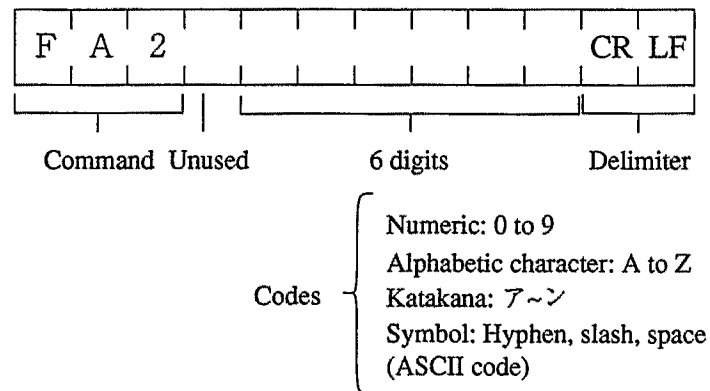 F A 2 CR LF
Command Unused 6 digits Delimiter
Numeric: 0 to 9
Alphabetic character: A to Z
Codes
Katakana: ア~ン
Symbol: Hyphen, slash, space
(ASCII code)